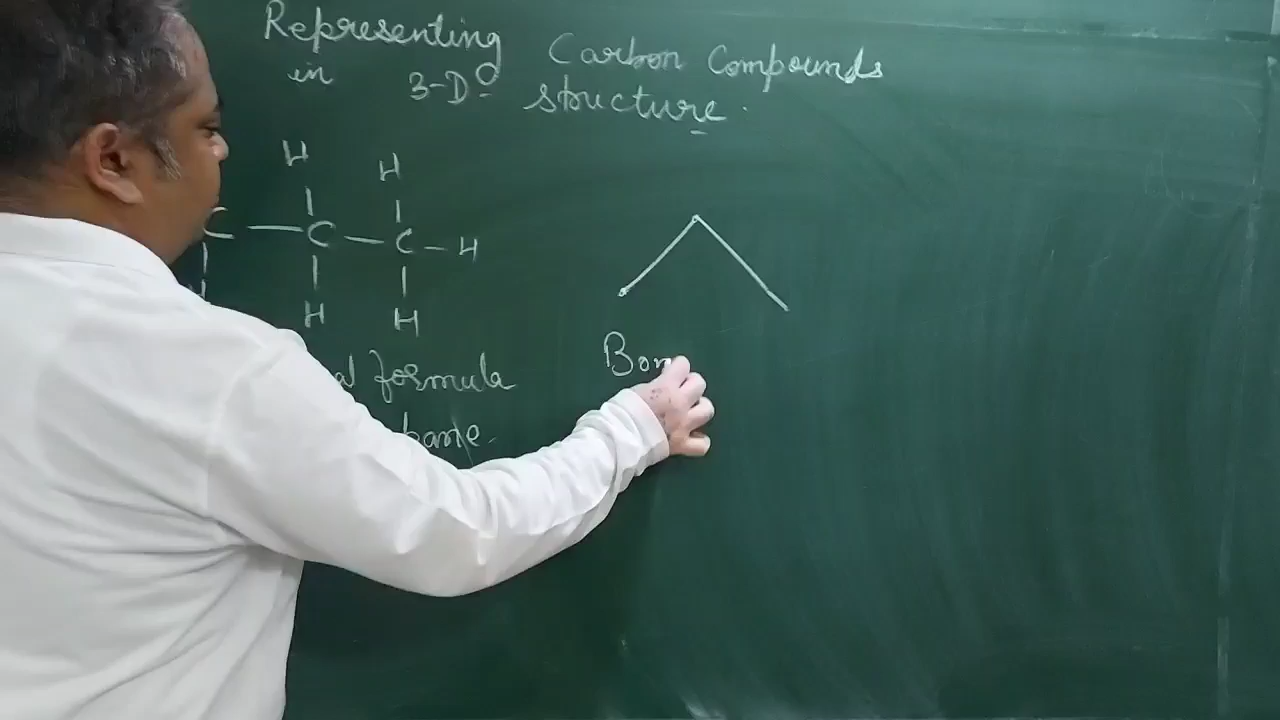 Representing Carbon Compounds
in 3-D structure.
H H
C — C — C — H
H H H
formula
Bon